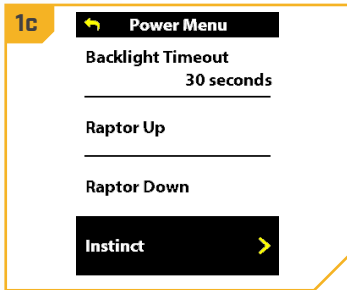 1c
Power Menu
Backlight Timeout
30 seconds
Raptor Up
Raptor Down
Instinct